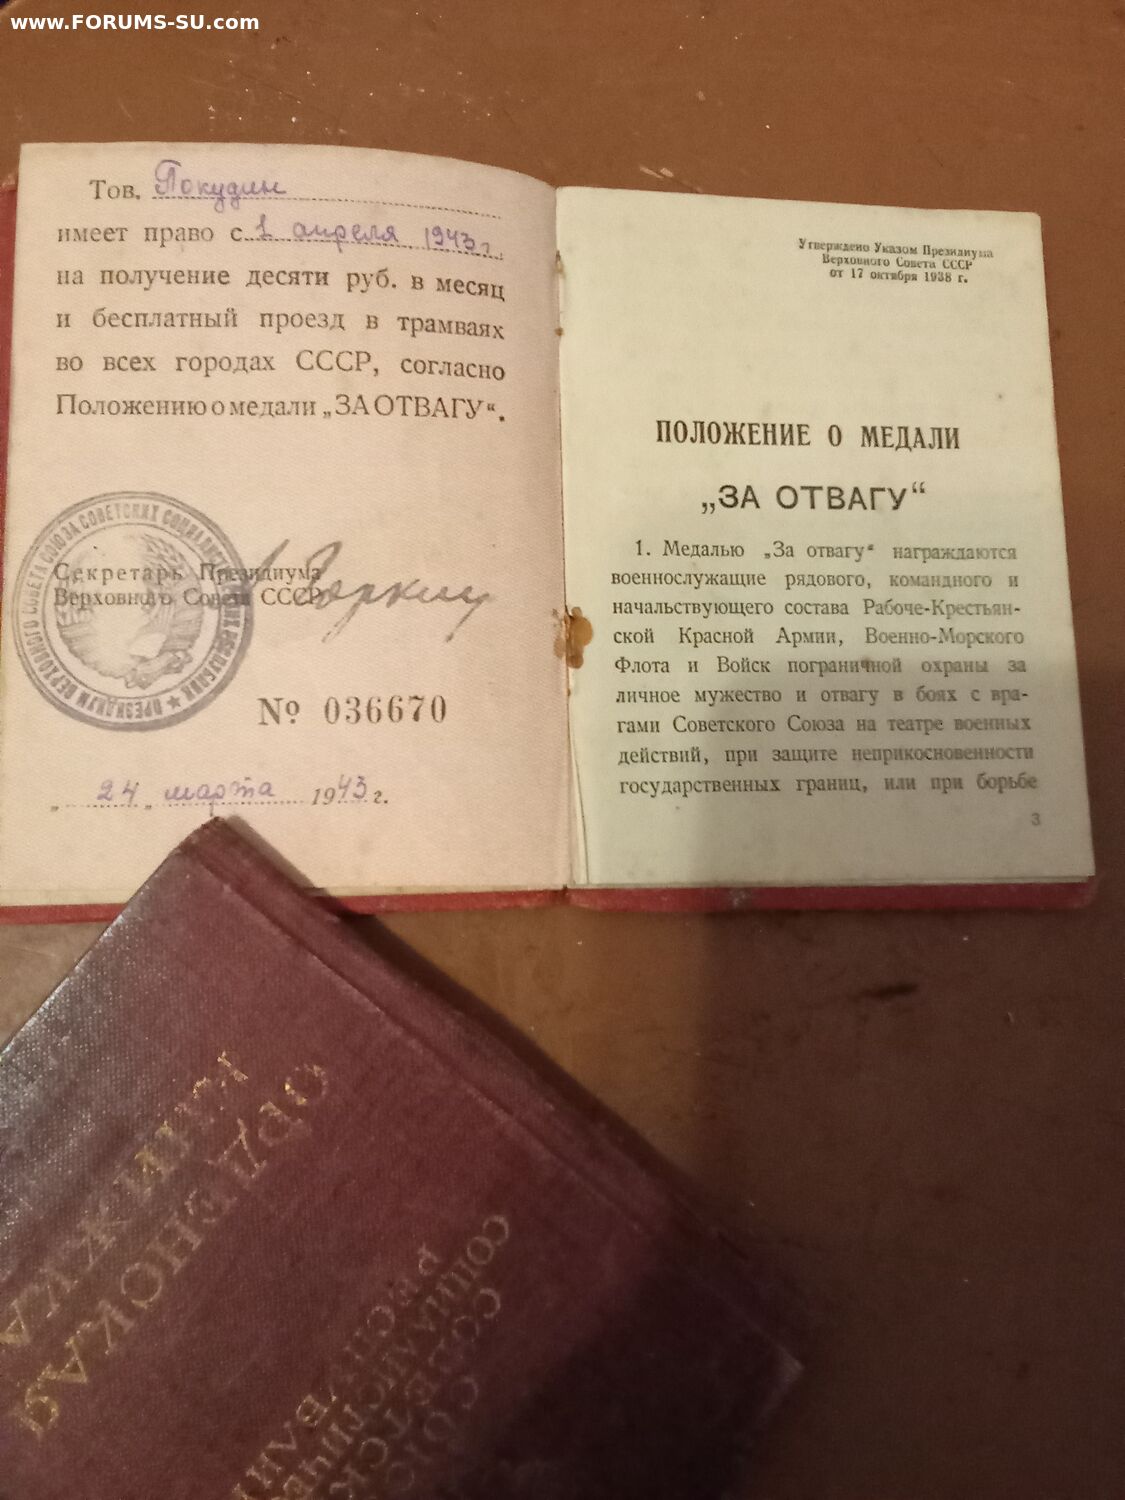 www.FORUMS-SU.com
Тов. Покудин
имеет право с 1 апреля 1943 г.
на получение десяти руб. в месяц
и бесплатный проезд в трамваях
во всех городах СССР, согласно
Положению о медали „ЗА ОТВАГУ“.
Секретарь Президиума
Верховного Совета СССР
№ 036670
„ 24 „ марта 1943 г.
Утверждено Указом Президиума
Верховного Совета СССР
от 17 октября 1938 г.
ПОЛОЖЕНИЕ О МЕДАЛИ
„ЗА ОТВАГУ“
1. Медалью „За отвагу“ награждаются
военнослужащие рядового, командного и
начальствующего состава Рабоче-Крестьян-
ской Красной Армии, Военно-Морского
Флота и Войск пограничной охраны за
личное мужество и отвагу в боях с вра-
гами Советского Союза на театре военных
действий, при защите неприкосновенности
государственных границ, или при борьбе
3
ОРДЕНСКАЯ
КНИЖКА